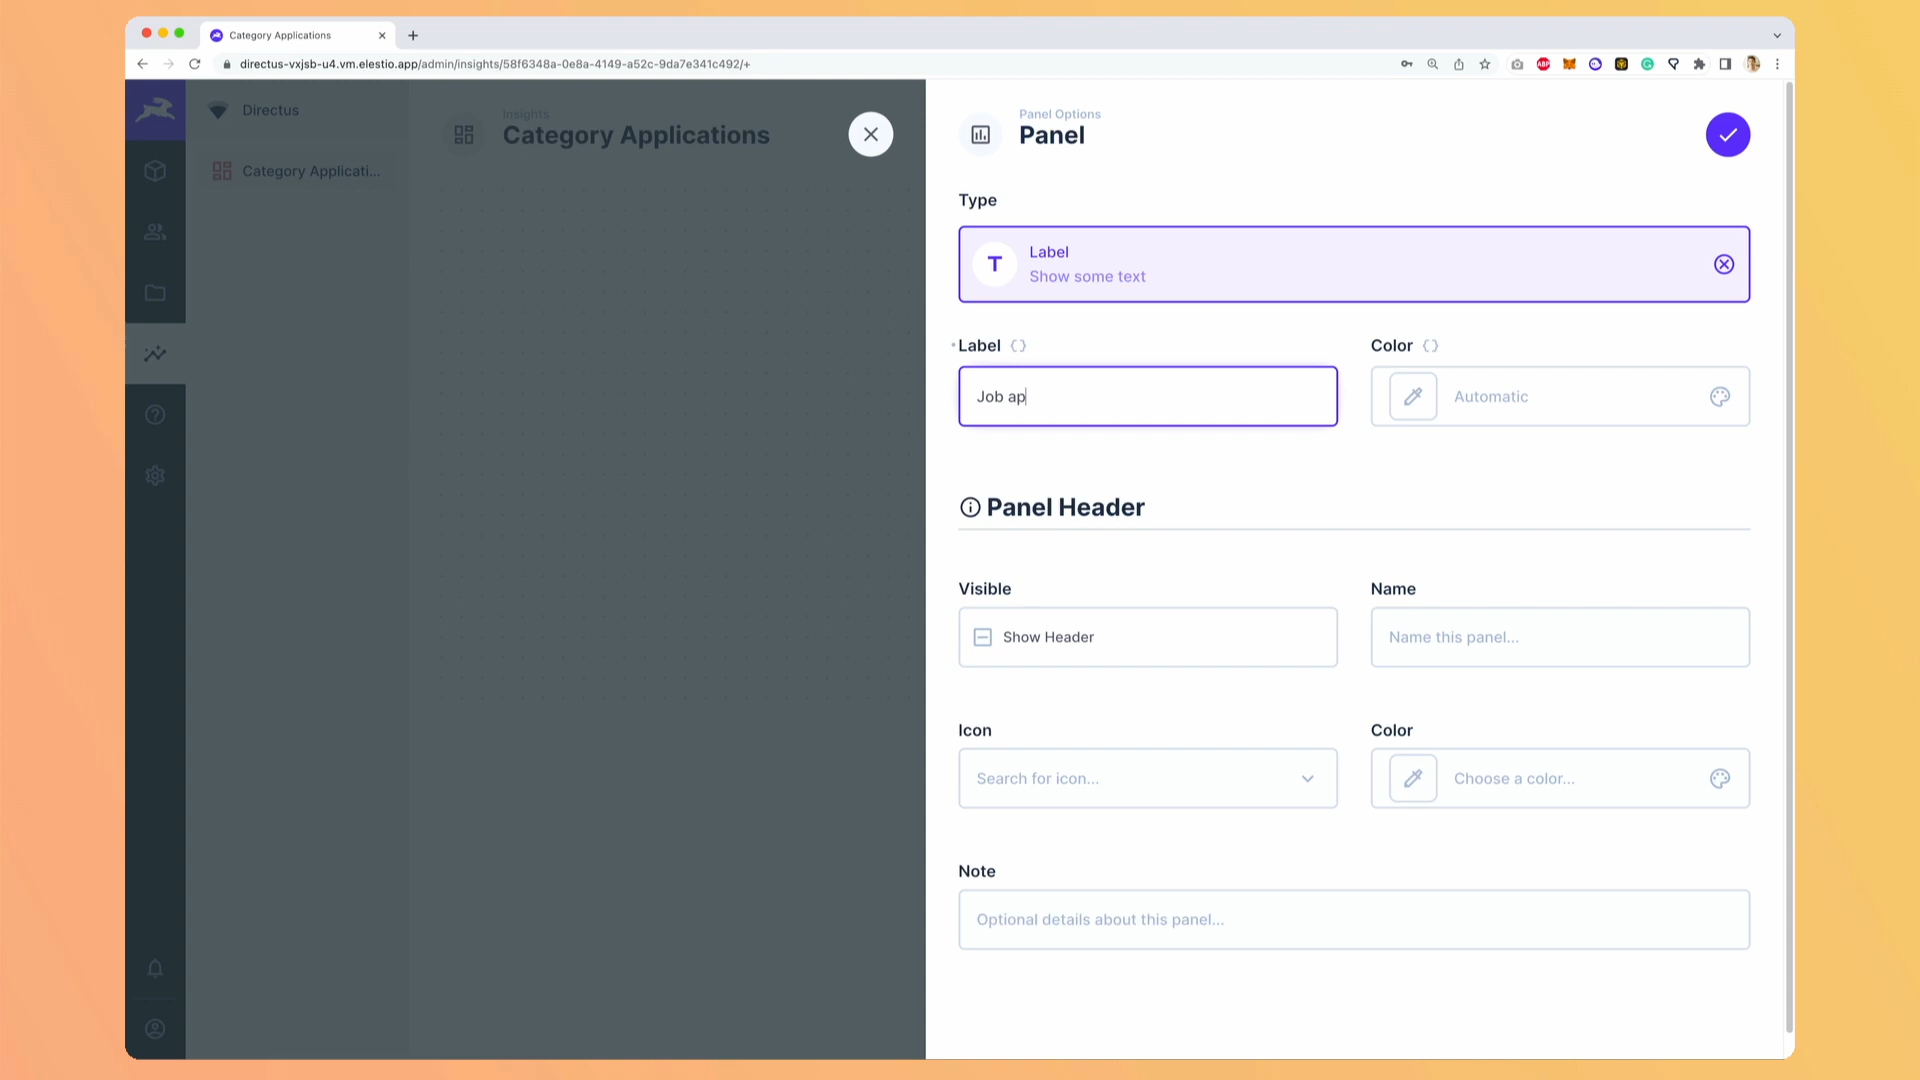 Category Applications
directus-vxjsb-u4.vm.elestio.app/admin/insights/58f6348a-0e8a-4149-a52c-9da7e341c492/+
ABP
Directus
Category Applicati...
Insights
Category Applications
Panel Options
Panel
Type
T
Label
Show some text
Label
Color
Job ap
Automatic
Panel Header
Visible
Name
Show Header
Name this panel...
Icon
Color
Search for icon...
Choose a color...
Note
Optional details about this panel...